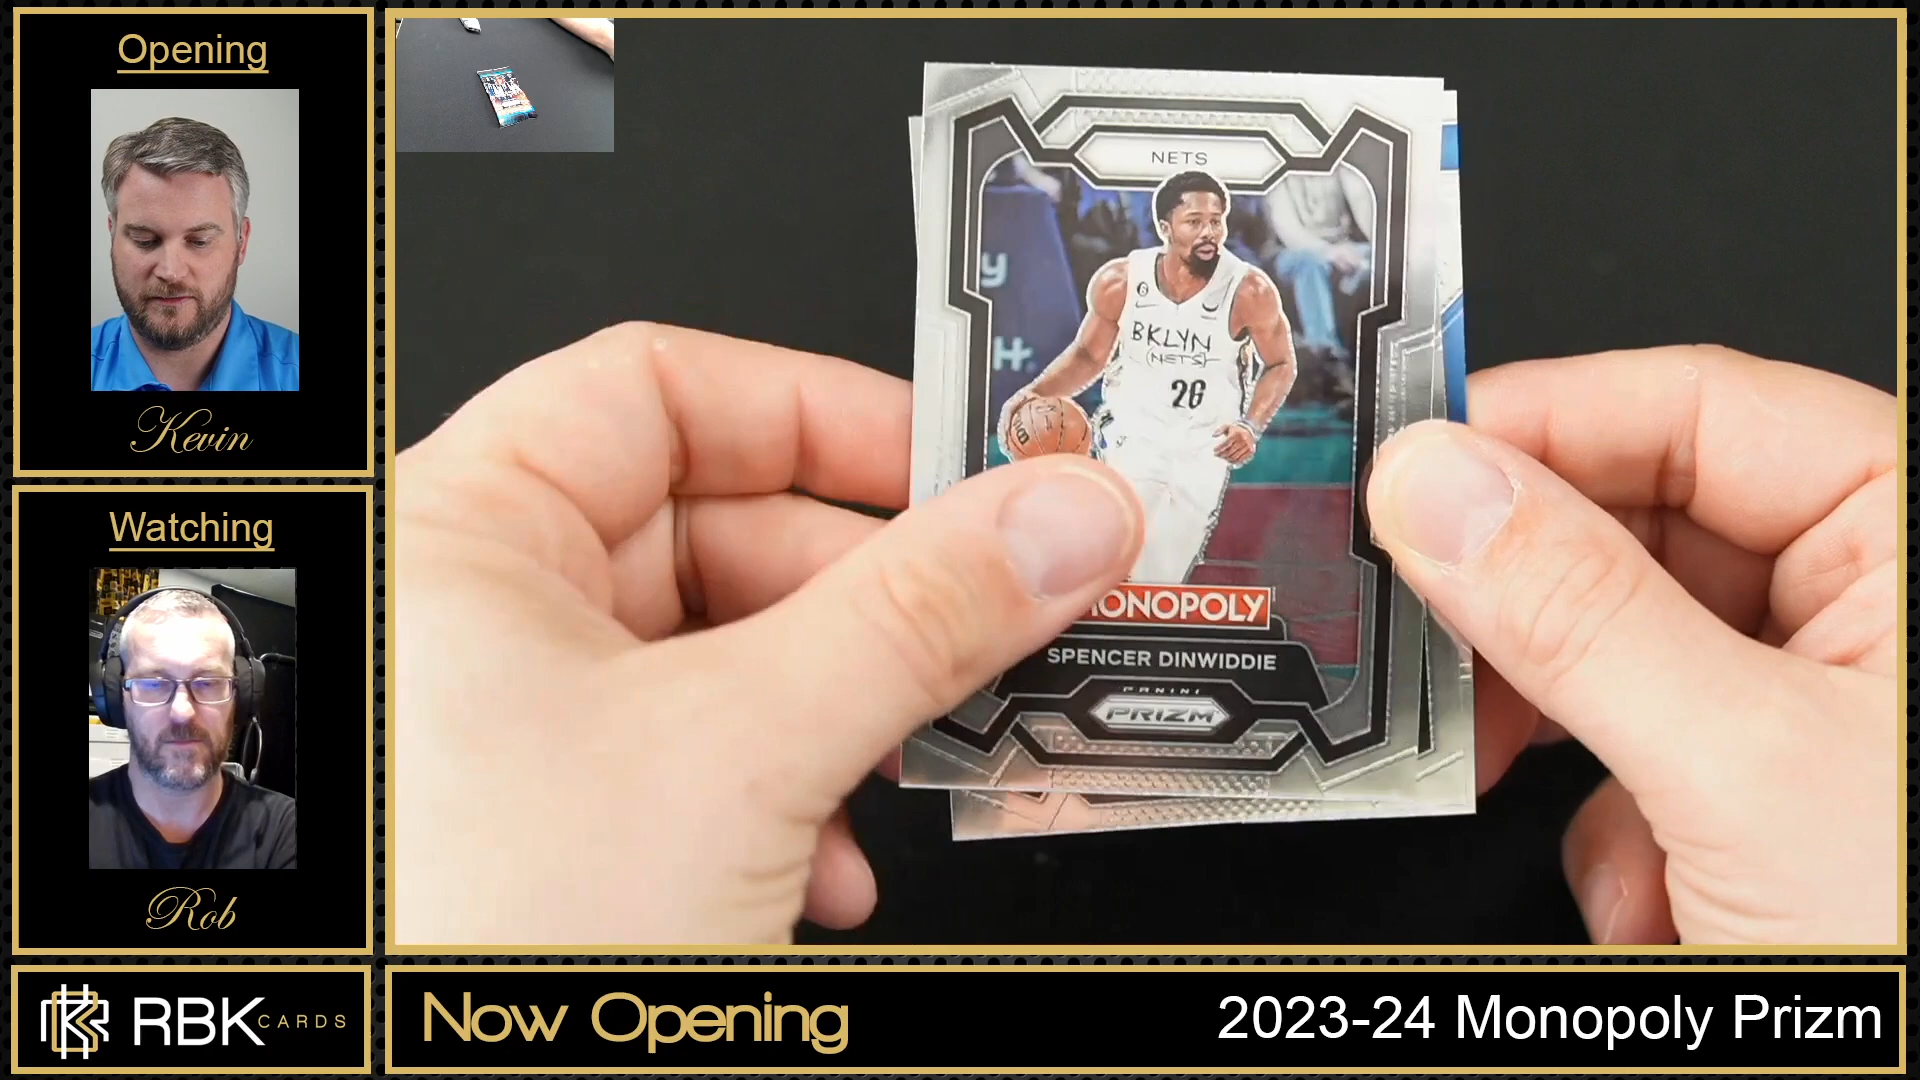 Opening
Kevin
Watching
Rob
RBK CARDS
NETS
BKLYN
(NETS)
26
MONOPOLY
SPENCER DINWIDDIE
PANINI
PRIZM
Now Opening
2023-24 Monopoly Prizm